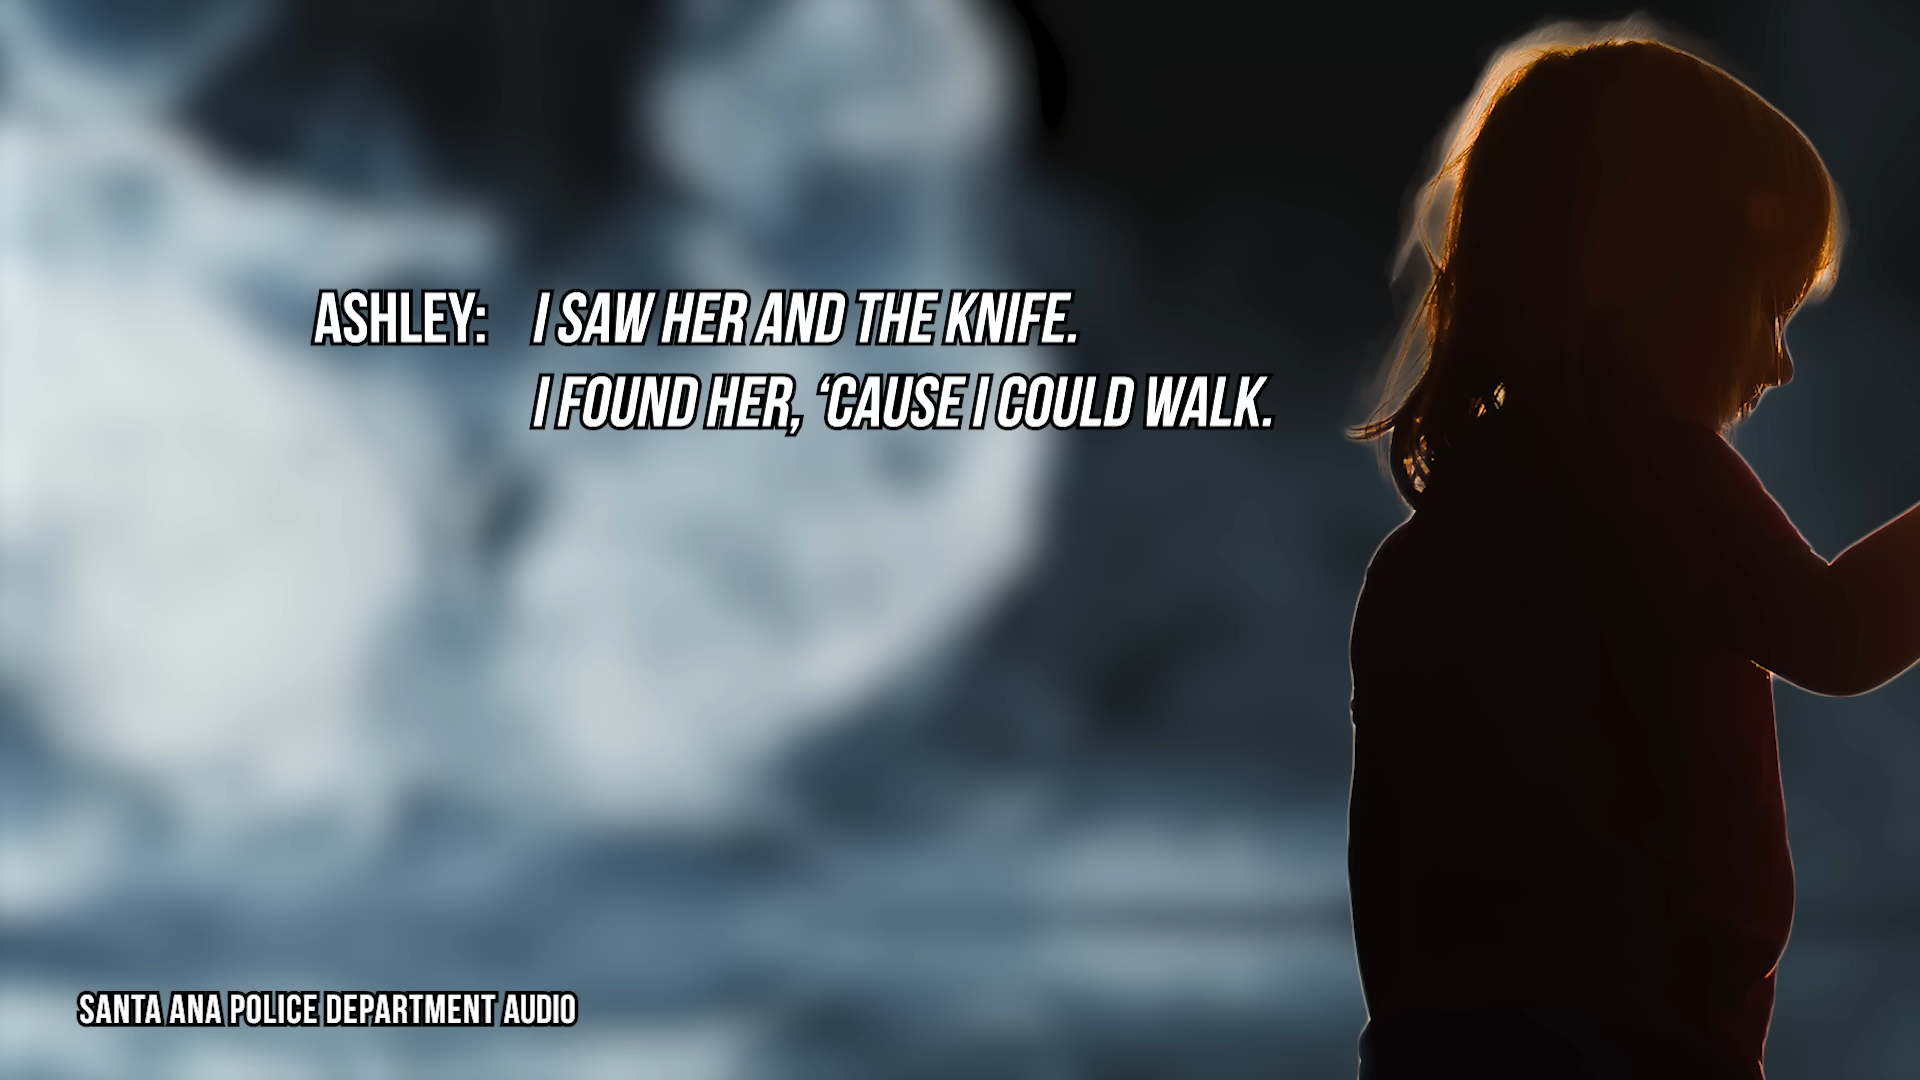 ASHLEY: I SAW HER AND THE KNIFE.
I FOUND HER, ‘CAUSE I COULD WALK.
SANTA ANA POLICE DEPARTMENT AUDIO